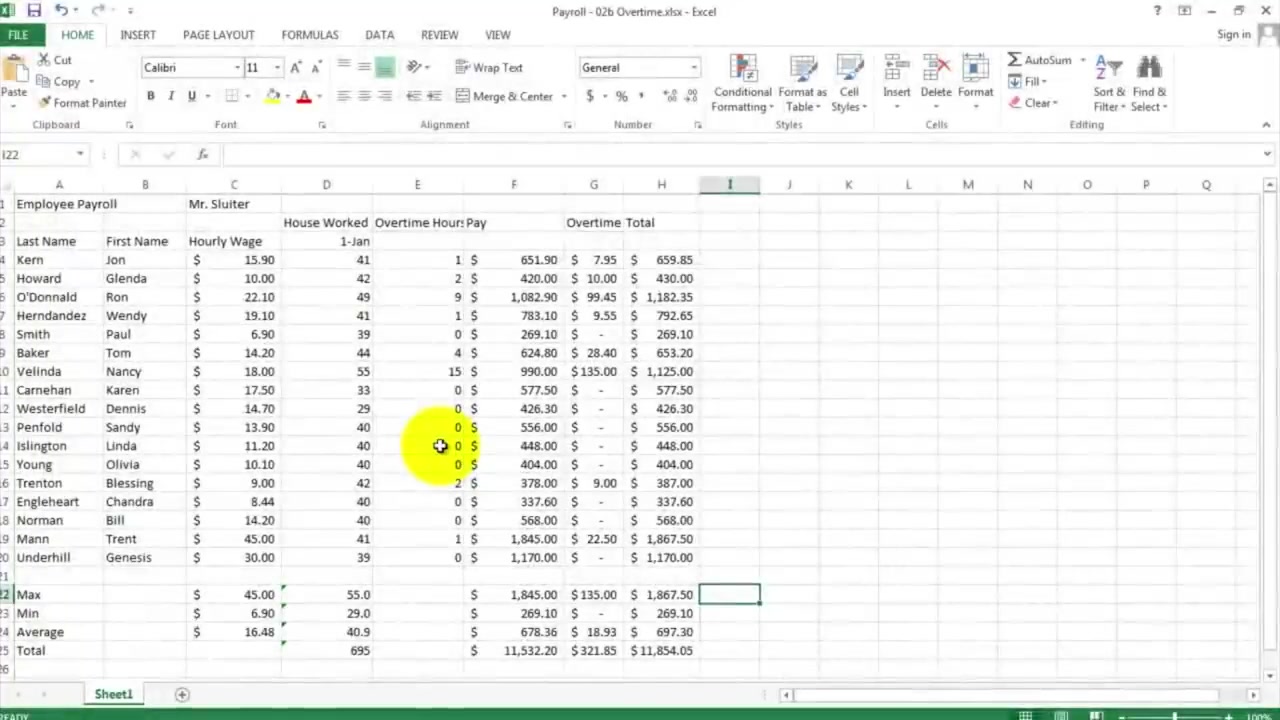 Payroll - 02b Overtime.xlsx - Excel
FILE HOME INSERT PAGE LAYOUT FORMULAS DATA REVIEW VIEW Sign in
Paste Cut Copy Format Painter Clipboard
Calibri 11 B I U Font
Wrap Text Merge & Center Alignment
General $ % , Number
Conditional Formatting Format as Table Cell Styles Styles
Insert Delete Format Cells
AutoSum Fill Clear Sort & Filter Find & Select Editing
I22 fx
A B C D E F G H I J K L M N O P Q
1 Employee Payroll Mr. Sluiter
2 House Worked Overtime Hours Pay Overtime Total
3 Last Name First Name Hourly Wage 1-Jan
4 Kern Jon $ 15.90 41 1 $ 651.90 $ 7.95 $ 659.85
5 Howard Glenda $ 10.00 42 2 $ 420.00 $ 10.00 $ 430.00
6 O'Donnald Ron $ 22.10 49 9 $ 1,082.90 $ 99.45 $ 1,182.35
7 Herndandez Wendy $ 19.10 41 1 $ 783.10 $ 9.55 $ 792.65
8 Smith Paul $ 6.90 39 0 $ 269.10 $ - $ 269.10
9 Baker Tom $ 14.20 44 4 $ 624.80 $ 28.40 $ 653.20
10 Velinda Nancy $ 18.00 55 15 $ 990.00 $135.00 $ 1,125.00
11 Carnehan Karen $ 17.50 33 0 $ 577.50 $ - $ 577.50
12 Westerfield Dennis $ 14.70 29 0 $ 426.30 $ - $ 426.30
13 Penfold Sandy $ 13.90 40 0 $ 556.00 $ - $ 556.00
14 Islington Linda $ 11.20 40 0 $ 448.00 $ - $ 448.00
15 Young Olivia $ 10.10 40 0 $ 404.00 $ - $ 404.00
16 Trenton Blessing $ 9.00 42 2 $ 378.00 $ 9.00 $ 387.00
17 Engleheart Chandra $ 8.44 40 0 $ 337.60 $ - $ 337.60
18 Norman Bill $ 14.20 40 0 $ 568.00 $ - $ 568.00
19 Mann Trent $ 45.00 41 1 $ 1,845.00 $ 22.50 $ 1,867.50
20 Underhill Genesis $ 30.00 39 0 $ 1,170.00 $ - $ 1,170.00
21
22 Max $ 45.00 55.0 $ 1,845.00 $135.00 $ 1,867.50
23 Min $ 6.90 29.0 $ 269.10 $ - $ 269.10
24 Average $ 16.48 40.9 $ 678.36 $ 18.93 $ 697.30
25 Total 695 $ 11,532.20 $321.85 $11,854.05
26
Sheet1
READY 100%